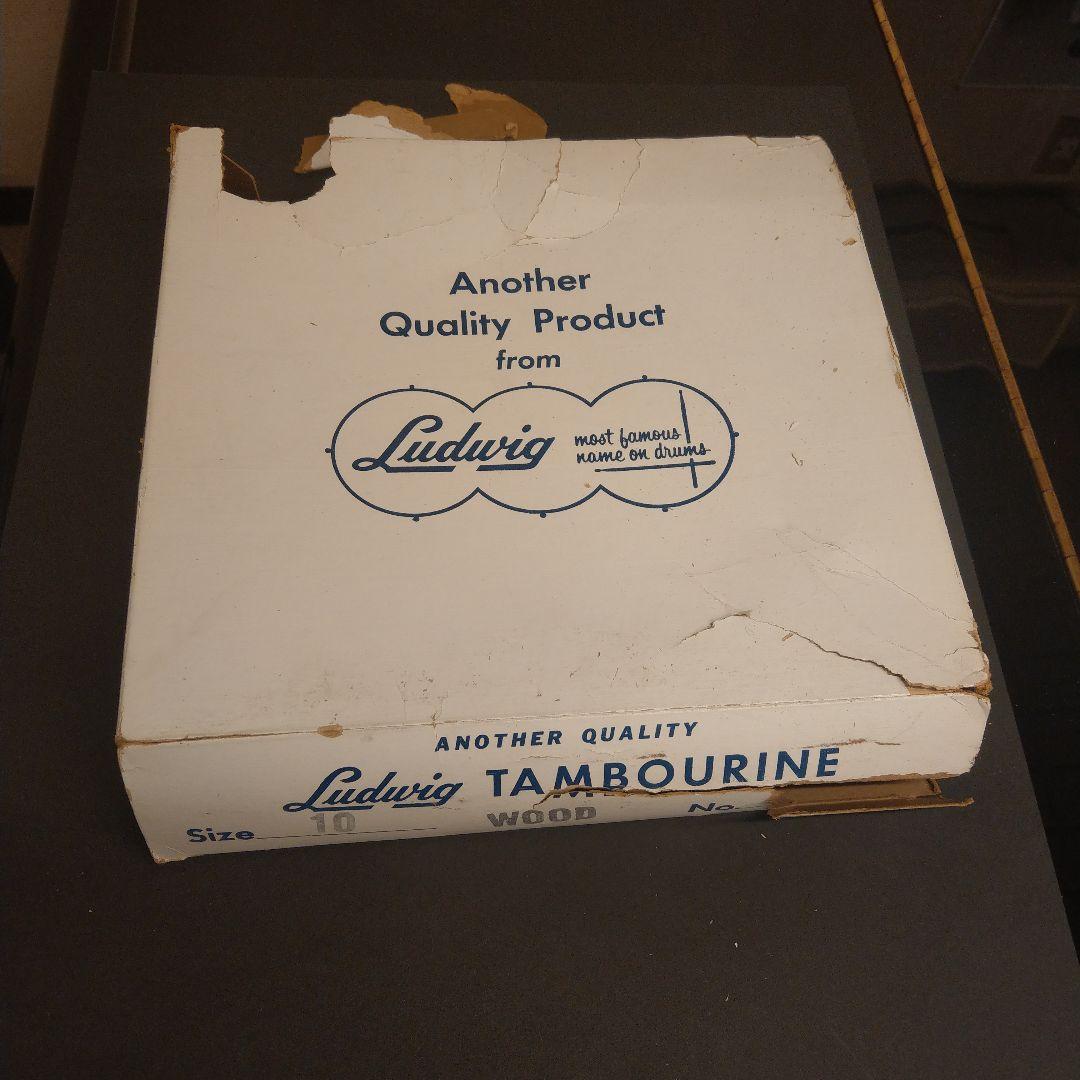 Another
Quality Product
from
Ludwig most famous
name on drums
ANOTHER QUALITY
Ludwig TAMBOURINE
Size 10 WOOD No.